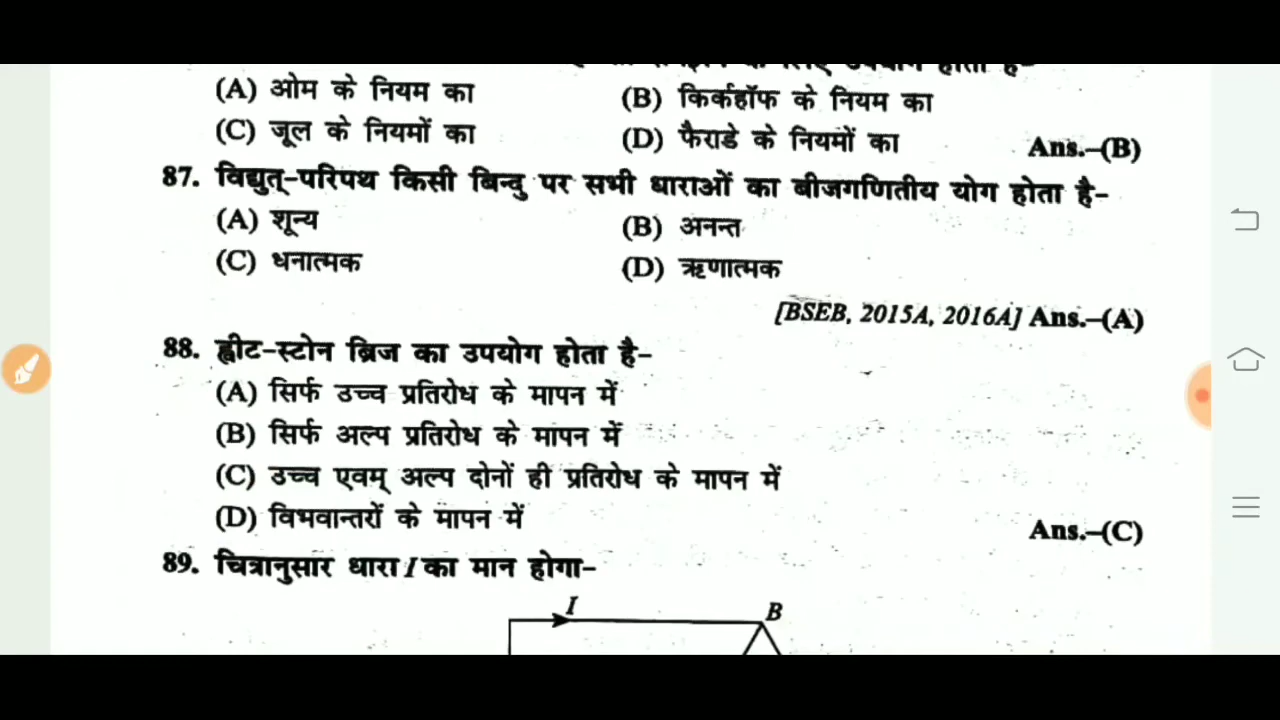 के लिए उपयोग होता है-
(A) ओम के नियम का (B) किर्कहॉफ के नियम का
(C) जूल के नियमों का (D) फैराडे के नियमों का Ans.–(B)
87. विद्युत्-परिपथ किसी बिन्दु पर सभी धाराओं का बीजगणितीय योग होता है-
(A) शून्य (B) अनन्त
(C) धनात्मक (D) ऋणात्मक
[BSEB, 2015A, 2016A] Ans.–(A)
88. ह्वीट-स्टोन ब्रिज का उपयोग होता है-
(A) सिर्फ उच्च प्रतिरोध के मापन में
(B) सिर्फ अल्प प्रतिरोध के मापन में
(C) उच्च एवम् अल्प दोनों ही प्रतिरोध के मापन में
(D) विभवान्तरों के मापन में Ans.–(C)
89. चित्रानुसार धारा I का मान होगा-
I B